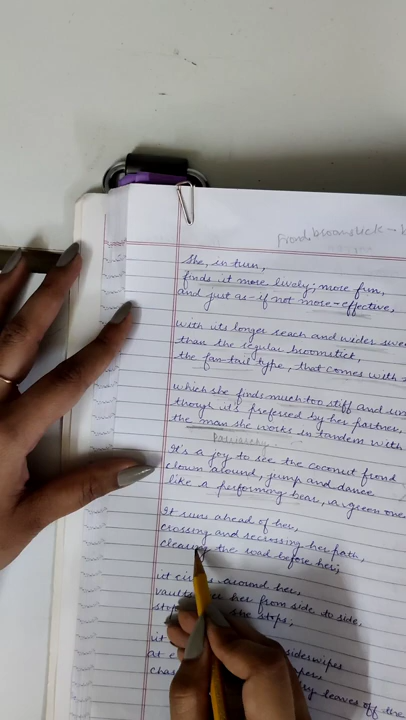 Frond broomstick →
She, in turn,
finds it more lively; more fun,
and just as - if not more - effective,
with its longer reach and wider
than the regular broomstick,
the fan-tail type, that comes with
which she finds much too stiff and
though it's preferred by her partner,
the man she works in tandem with
It's a joy to see the coconut frond
clown around, jump and dance
like a performing bear, a green one
It runs ahead of her,
crossing and recrossing her path,
clearing the road before her;
it circles around her,
vaults her from side to side,
she stops,
it sideswipes
at
leaves off the